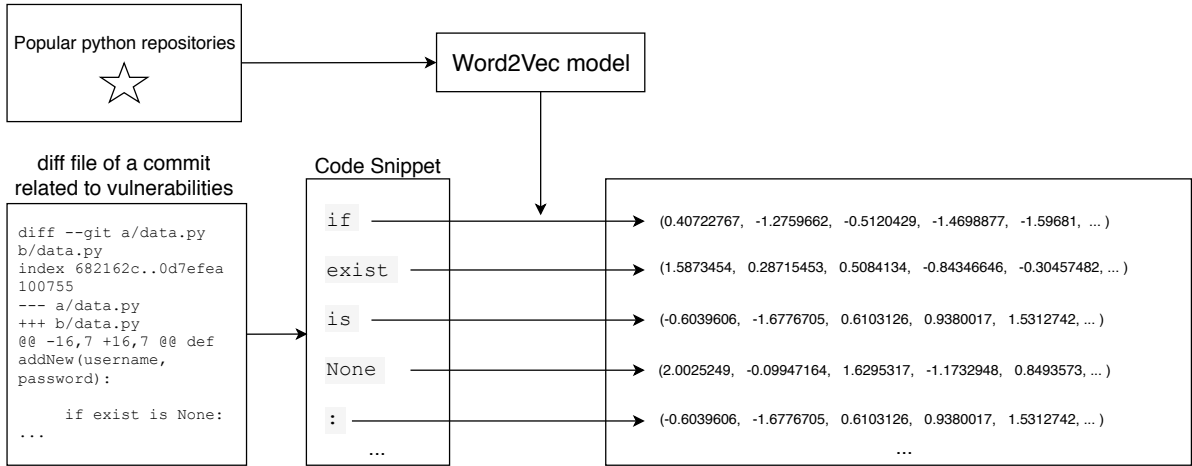 Popular python repositories
Word2Vec model
diff file of a commit
related to vulnerabilities
diff --git a/data.py
b/data.py
index 682162c..0d7efea
100755
--- a/data.py
+++ b/data.py
@@ -16,7 +16,7 @@ def
addNew(username,
password):
if exist is None:
...
Code Snippet
if
exist
is
None
:
...
(0.40722767, -1.2759662, -0.5120429, -1.4698877, -1.59681, ... )
(1.5873454, 0.28715453, 0.5084134, -0.84346646, -0.30457482, ... )
(-0.6039606, -1.6776705, 0.6103126, 0.9380017, 1.5312742, ... )
(2.0025249, -0.09947164, 1.6295317, -1.1732948, 0.8493573, ... )
(-0.6039606, -1.6776705, 0.6103126, 0.9380017, 1.5312742, ... )
...